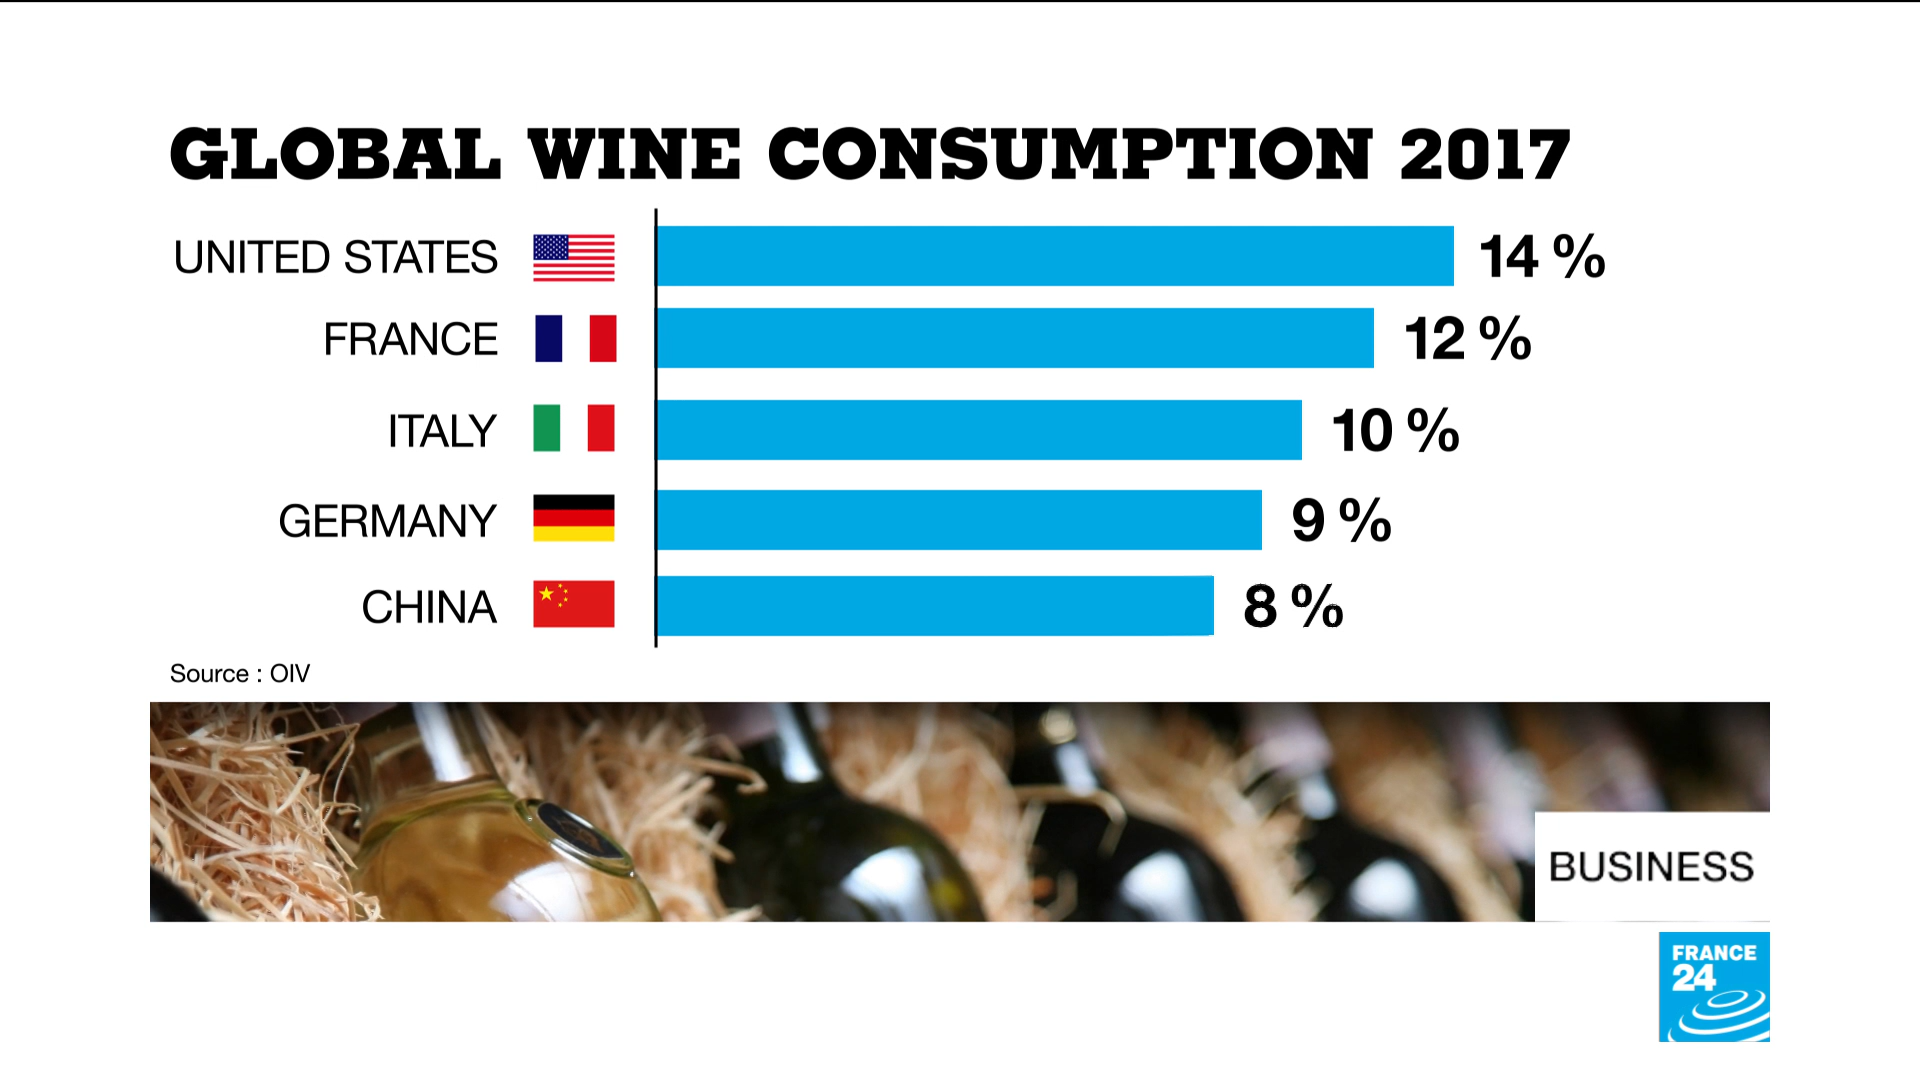 GLOBAL WINE CONSUMPTION 2017
UNITED STATES 14 %
FRANCE 12 %
ITALY 10 %
GERMANY 9 %
CHINA 8 %
Source : OIV
BUSINESS
FRANCE
24